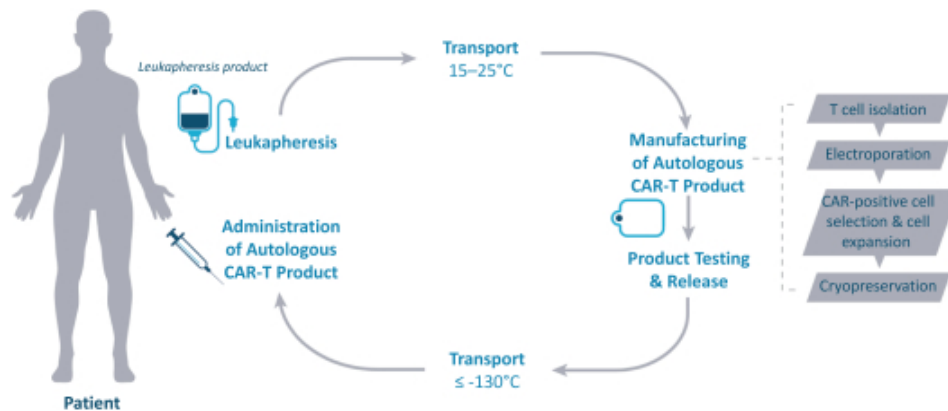 Leukapheresis product
Leukapheresis
Transport
15–25°C
Manufacturing
of Autologous
CAR-T Product
T cell isolation
Electroporation
CAR-positive cell
selection & cell
expansion
Cryopreservation
Product Testing
& Release
Transport
≤ -130°C
Administration
of Autologous
CAR-T Product
Patient